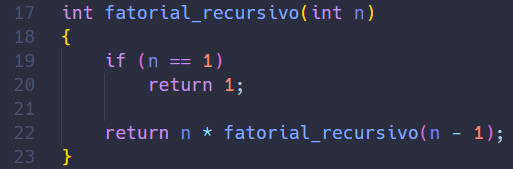 17 int fatorial_recursivo(int n)
18 {
19     if (n == 1)
20         return 1;
21
22     return n * fatorial_recursivo(n - 1);
23 }